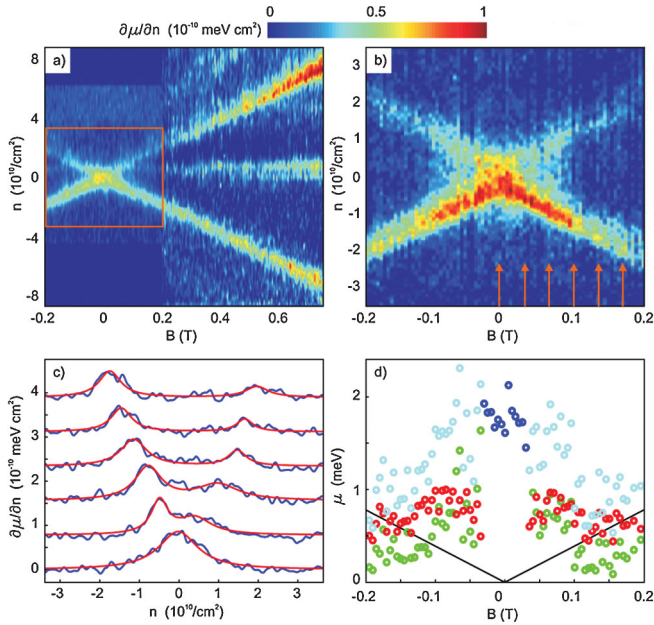 ∂μ/∂n (10⁻¹⁰ meV cm²)
0 0.5 1
a)
n (10¹⁰/cm²)
8
4
0
-4
-8
-0.2 0 0.2 0.4 0.6
B (T)
b)
n (10¹⁰/cm²)
3
2
1
0
-1
-2
-3
-0.2 -0.1 0 0.1 0.2
B (T)
c)
∂μ/∂n (10⁻¹⁰ meV cm²)
4
3
2
1
0
-3 -2 -1 0 1 2 3
n (10¹⁰/cm²)
d)
μ (meV)
2
1
0
-0.2 -0.1 0 0.1 0.2
B (T)